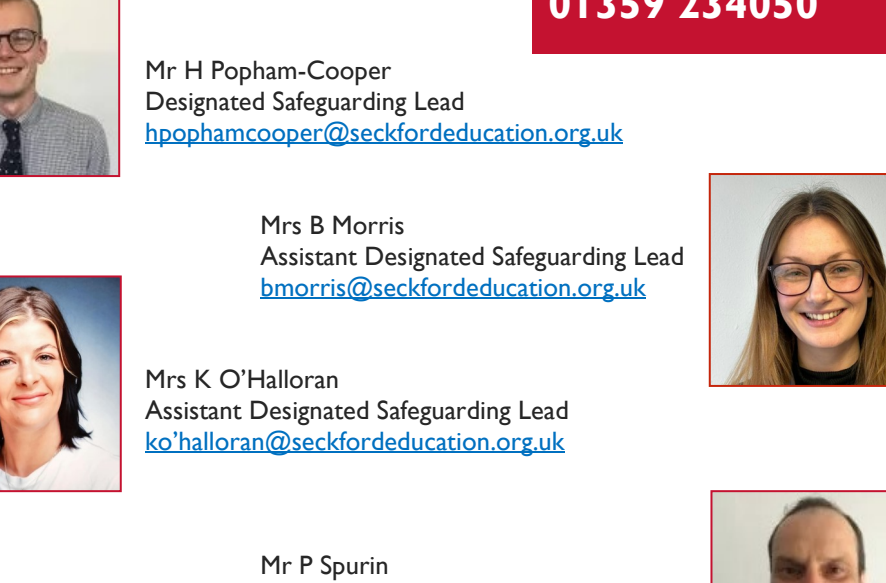 01359 234050
Mr H Popham-Cooper
Designated Safeguarding Lead
hpophamcooper@seckfordeducation.org.uk
Mrs B Morris
Assistant Designated Safeguarding Lead
bmorris@seckfordeducation.org.uk
Mrs K O’Halloran
Assistant Designated Safeguarding Lead
ko’halloran@seckfordeducation.org.uk
Mr P Spurin